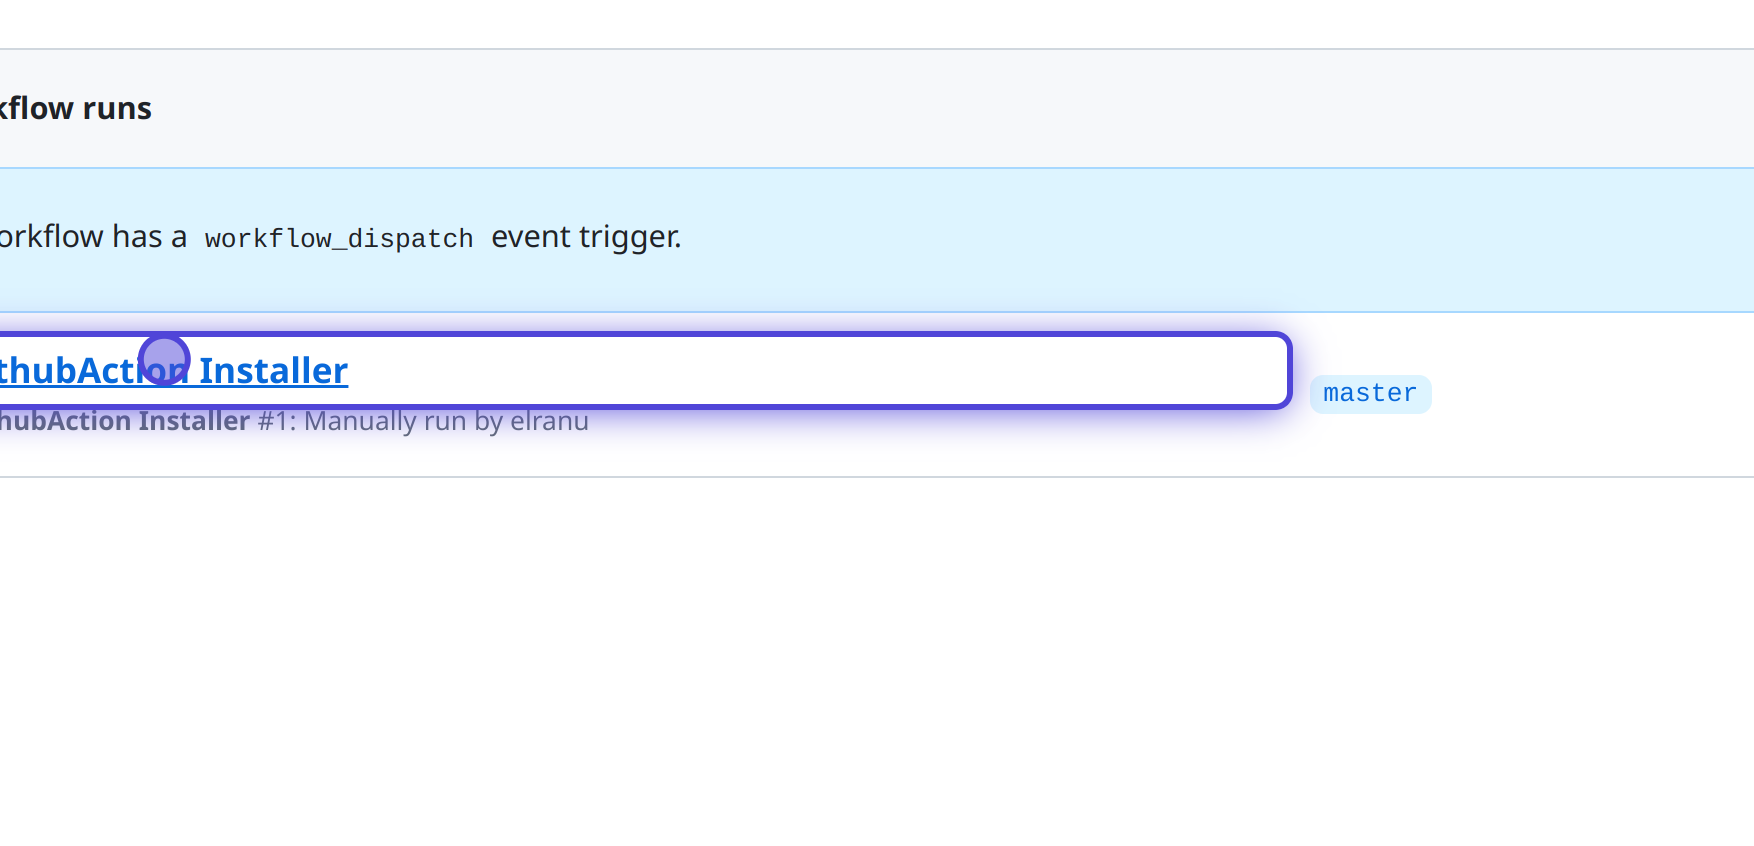 kflow runs
orkflow has a workflow_dispatch event trigger.
thubAction Installer
master
hubAction Installer #1: Manually run by elranu